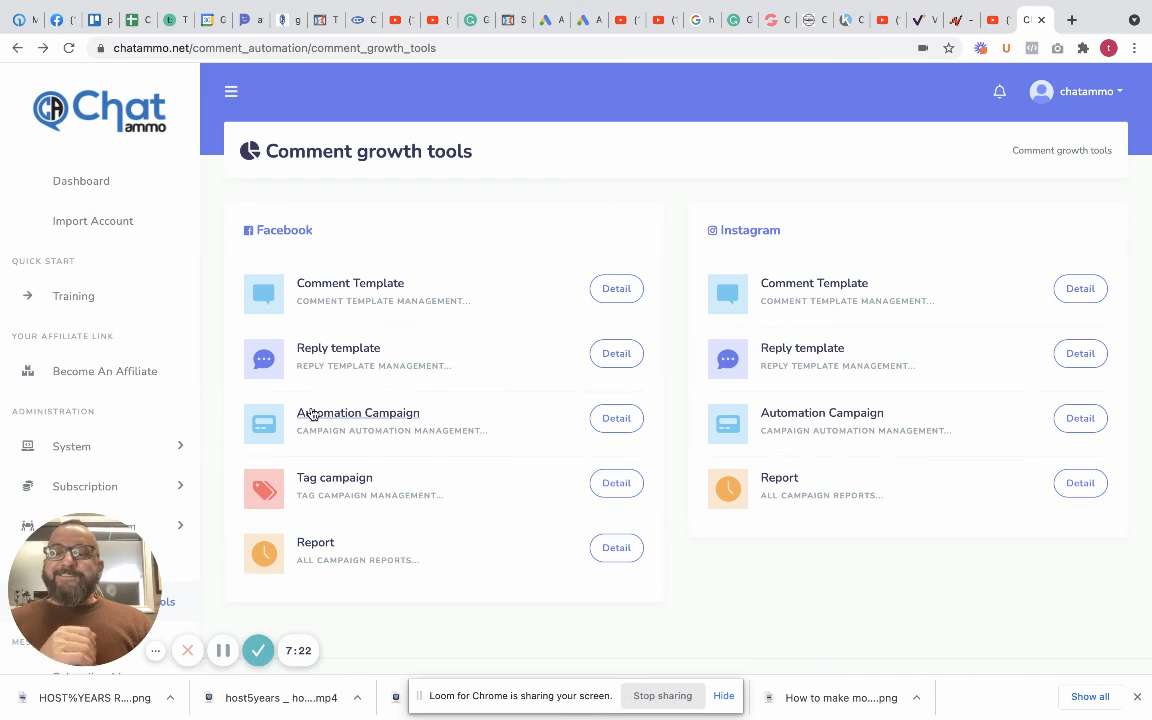 chatammo.net/comment_automation/comment_growth_tools
U
t
Chat
ammo
chatammo
Comment growth tools
Comment growth tools
Dashboard
Import Account
QUICK START
Training
YOUR AFFILIATE LINK
Become An Affiliate
ADMINISTRATION
System
Subscription
Facebook
Comment Template
COMMENT TEMPLATE MANAGEMENT...
Detail
Reply template
REPLY TEMPLATE MANAGEMENT...
Detail
Automation Campaign
CAMPAIGN AUTOMATION MANAGEMENT...
Detail
Tag campaign
TAG CAMPAIGN MANAGEMENT...
Detail
Report
ALL CAMPAIGN REPORTS...
Detail
Instagram
Comment Template
COMMENT TEMPLATE MANAGEMENT...
Detail
Reply template
REPLY TEMPLATE MANAGEMENT...
Detail
Automation Campaign
CAMPAIGN AUTOMATION MANAGEMENT...
Detail
Report
ALL CAMPAIGN REPORTS...
Detail
7:22
HOST%YEARS R....png
host5years _ ho....mp4
Loom for Chrome is sharing your screen.
Stop sharing
Hide
How to make mo....png
Show all